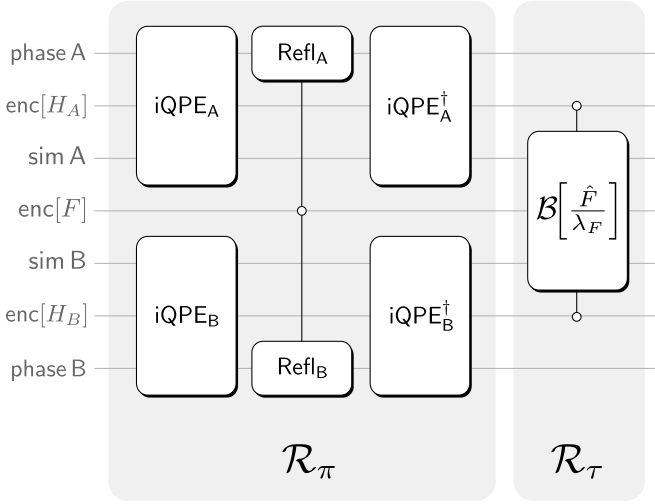 phase A
enc[H_A]
sim A
enc[F]
sim B
enc[H_B]
phase B
iQPE_A
Refl_A
iQPE_A^†
iQPE_B
Refl_B
iQPE_B^†
ℬ[F̂/λ_F]
ℛ_π
ℛ_τ